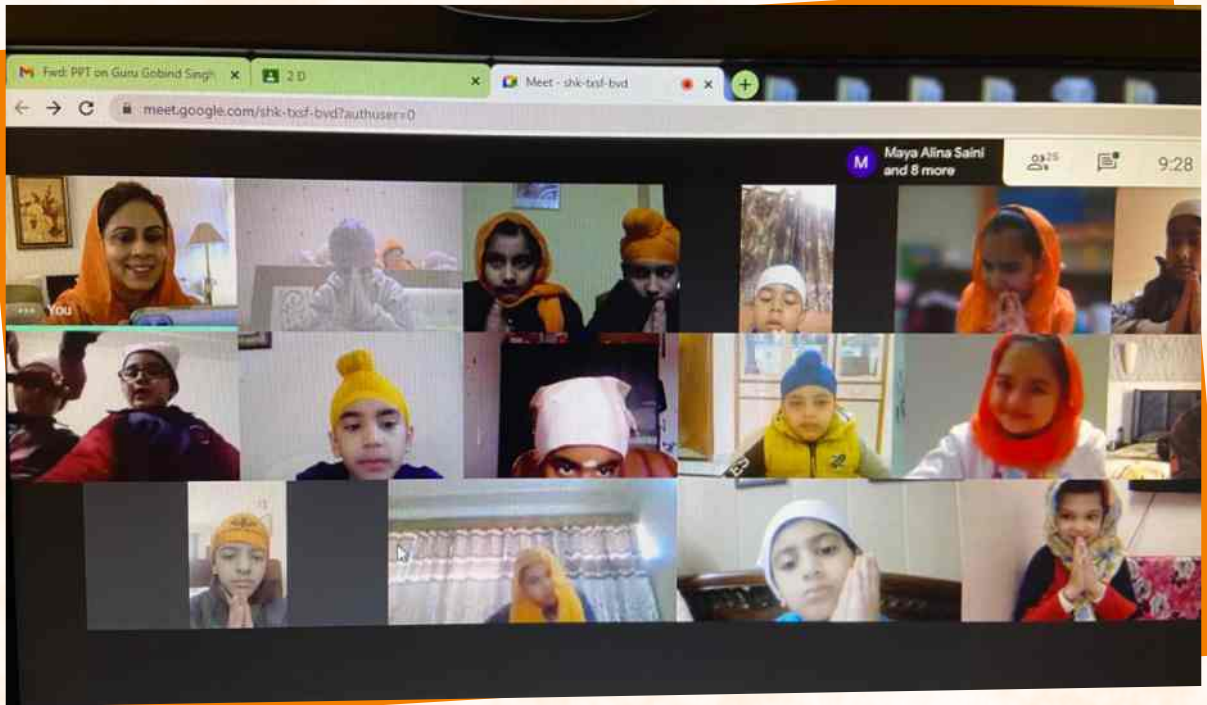 Fwd: PPT on Guru Gobind Singh
2 D
Meet - shk-txsf-bvd
meet.google.com/shk-txsf-bvd?authuser=0
M
Maya Alina Saini
and 8 more
25
9:28
You